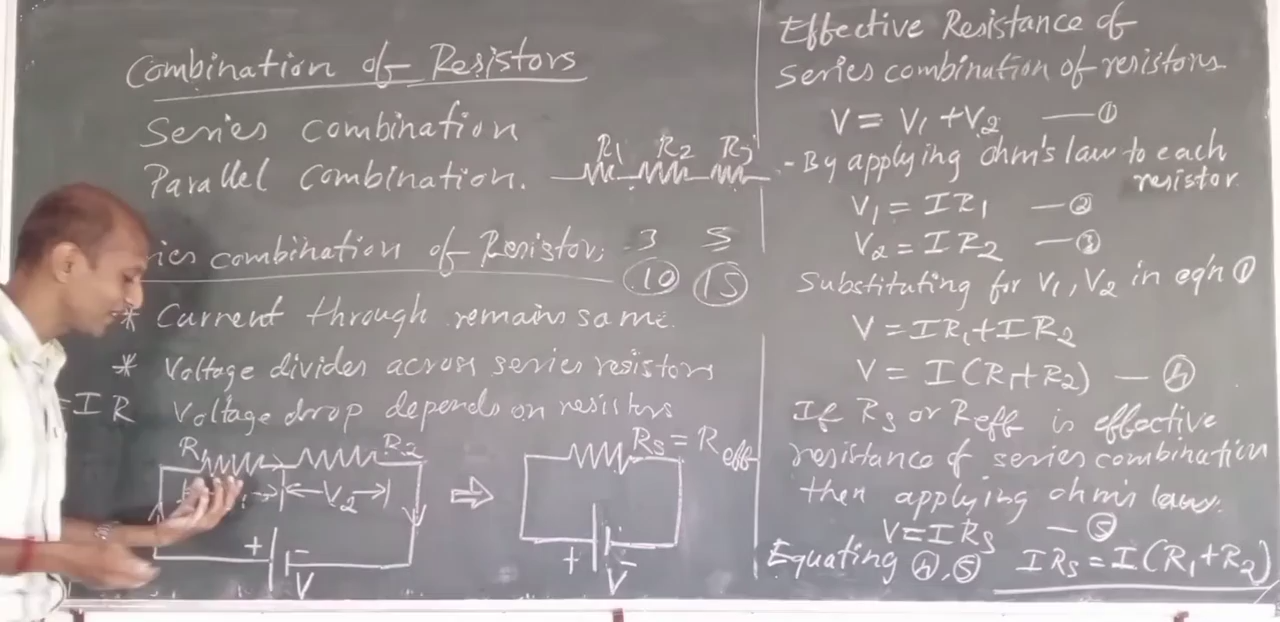 Combination of Resistors
Series combination
Parallel Combination.
R1 R2 R3
combination of Resistors
3 5
10 15
* Current through remains same.
* Voltage divides across series resistors
=IR Voltage drop depends on resistors
R R2
V2
+ - V
Rs = Reff
+ - V
Effective Resistance of
Series combination of resistors
V = V1 + V2 — ①
- By applying ohm's law to each
resistor.
V1 = IR1 — ②
V2 = IR2 — ③
Substituting for V1, V2 in eqn ①
V = IR1 + IR2
V = I(R1+R2) — ④
If Rs or Reff is effective
resistance of series combination
then applying ohm's laws.
V = IRs — ⑤
Equating ④, ⑤ IRs = I(R1+R2)